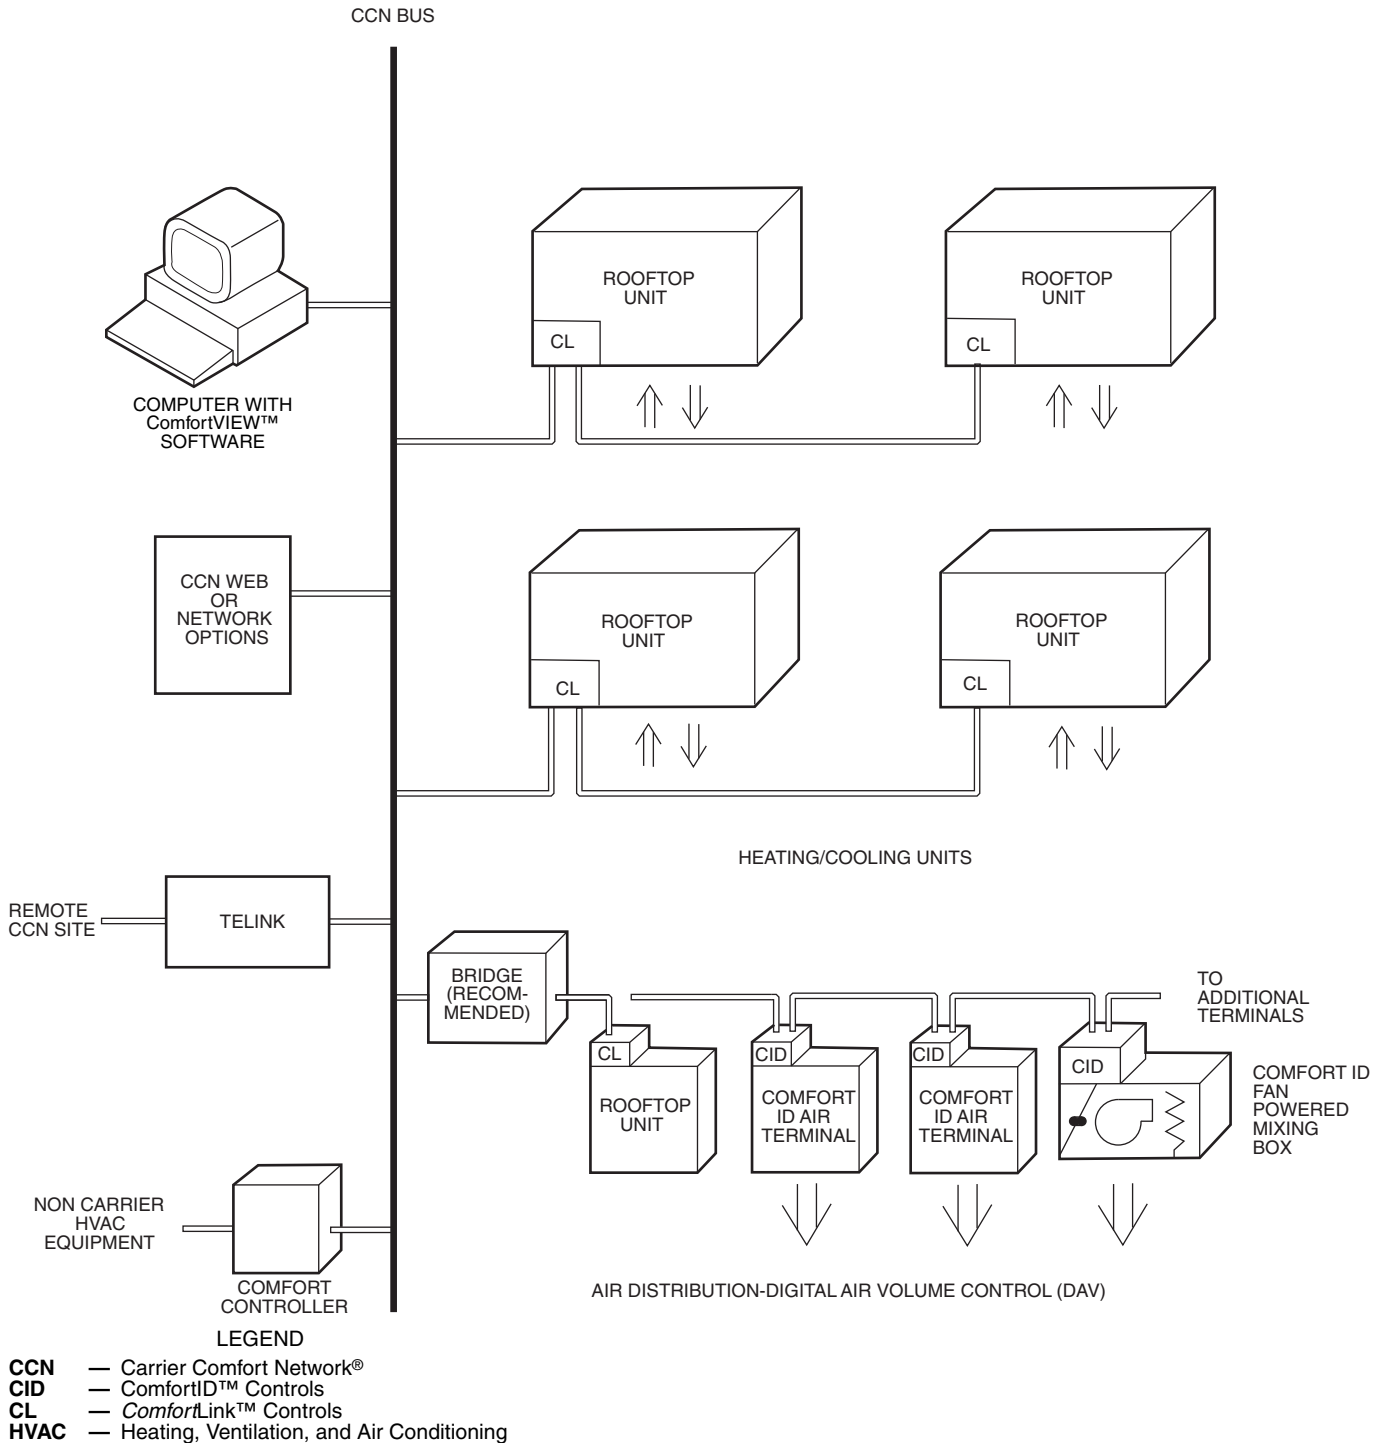 CCN BUS
ROOFTOP
UNIT
CL
ROOFTOP
UNIT
CL
COMPUTER WITH
ComfortVIEW™
SOFTWARE
CCN WEB
OR
NETWORK
OPTIONS
ROOFTOP
UNIT
CL
ROOFTOP
UNIT
CL
HEATING/COOLING UNITS
REMOTE
CCN SITE
TELINK
BRIDGE
(RECOM-
MENDED)
TO
ADDITIONAL
TERMINALS
CL
ROOFTOP
UNIT
CID
COMFORT
ID AIR
TERMINAL
CID
COMFORT
ID AIR
TERMINAL
CID
COMFORT ID
FAN
POWERED
MIXING
BOX
NON CARRIER
HVAC
EQUIPMENT
COMFORT
CONTROLLER
AIR DISTRIBUTION-DIGITAL AIR VOLUME CONTROL (DAV)
LEGEND
CCN — Carrier Comfort Network®
CID — ComfortID™ Controls
CL — ComfortLink™ Controls
HVAC — Heating, Ventilation, and Air Conditioning